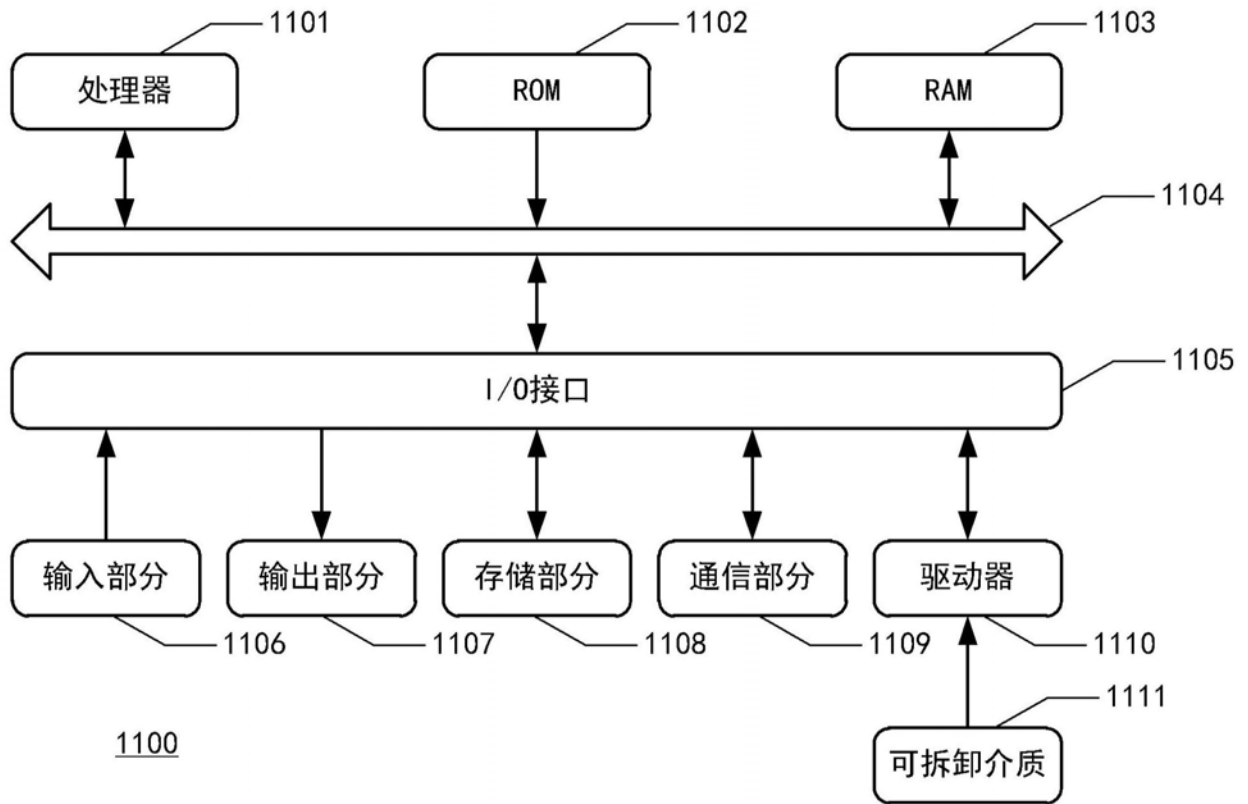 1101
1102
1103
处理器
ROM
RAM
1104
1105
I/O接口
输入部分
输出部分
存储部分
通信部分
驱动器
1106
1107
1108
1109
1110
1111
1100
可拆卸介质